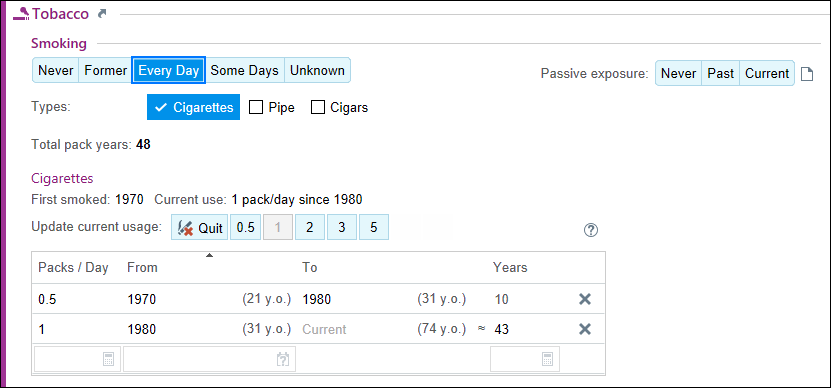 Tobacco
Smoking
Never Former Every Day Some Days Unknown Passive exposure: Never Past Current
Types: Cigarettes Pipe Cigars
Total pack years: 48
Cigarettes
First smoked: 1970 Current use: 1 pack/day since 1980
Update current usage: Quit 0.5 1 2 3 5 ?
Packs / Day From To Years
0.5 1970 (21 y.o.) 1980 (31 y.o.) 10
1 1980 (31 y.o.) Current (74 y.o.) ≈ 43